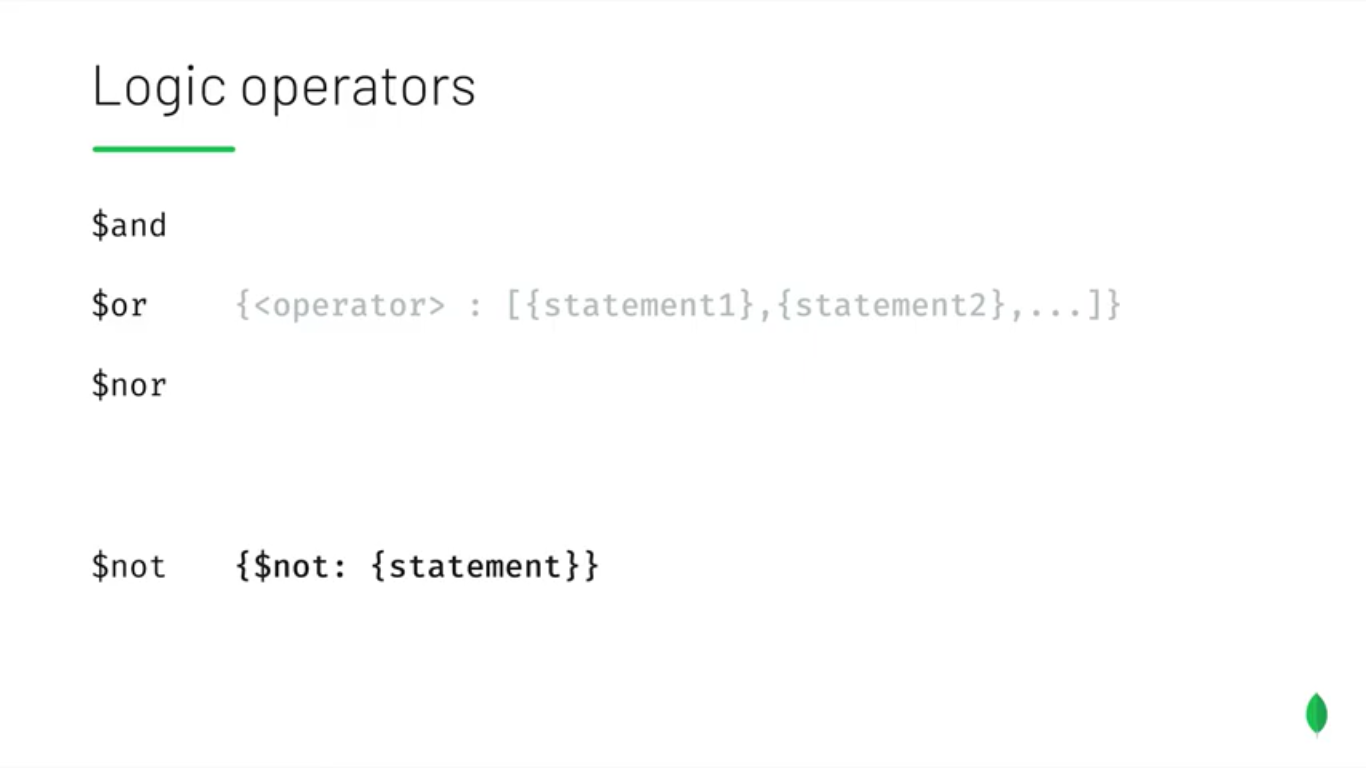 Logic operators
$and
$or {<operator> : [{statement1},{statement2},...]}
$nor
$not {$not: {statement}}